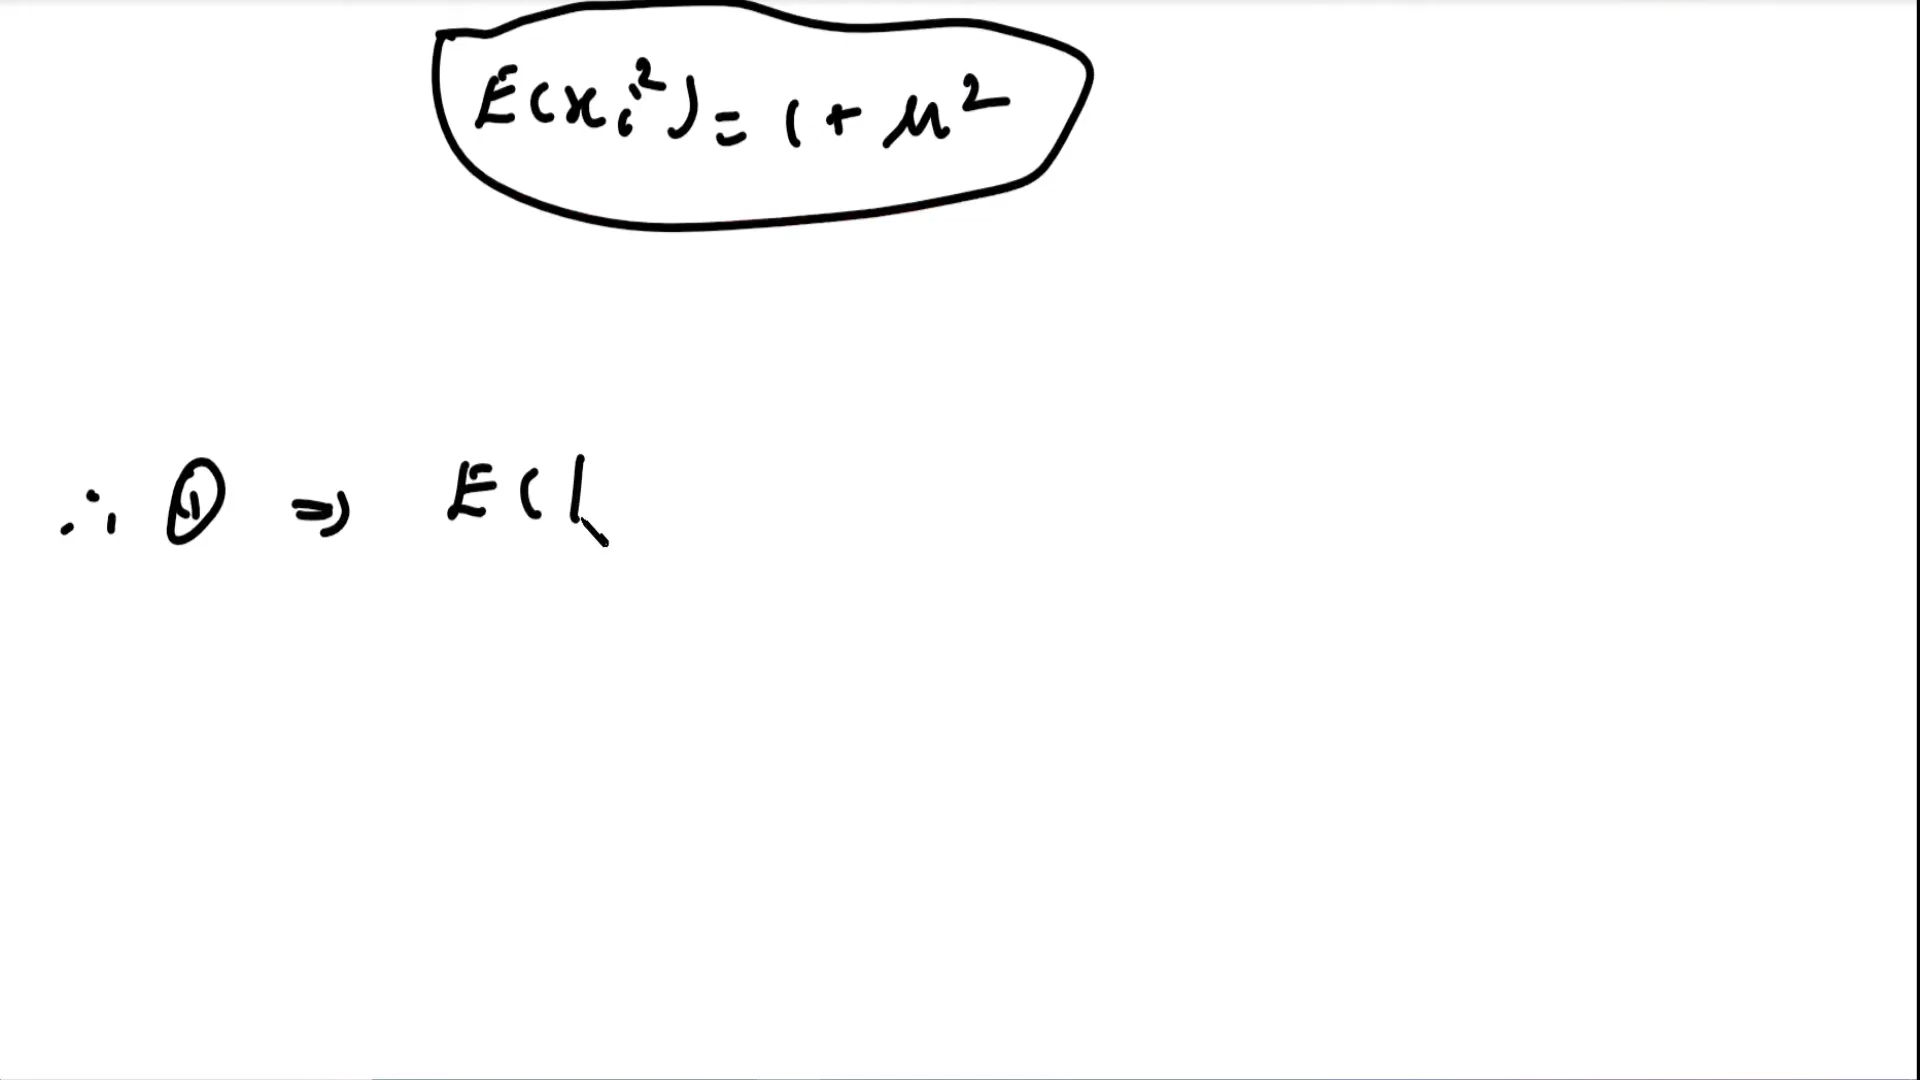 E(xᵢ²) = 1 + μ²
∴ ① ⇒ E(